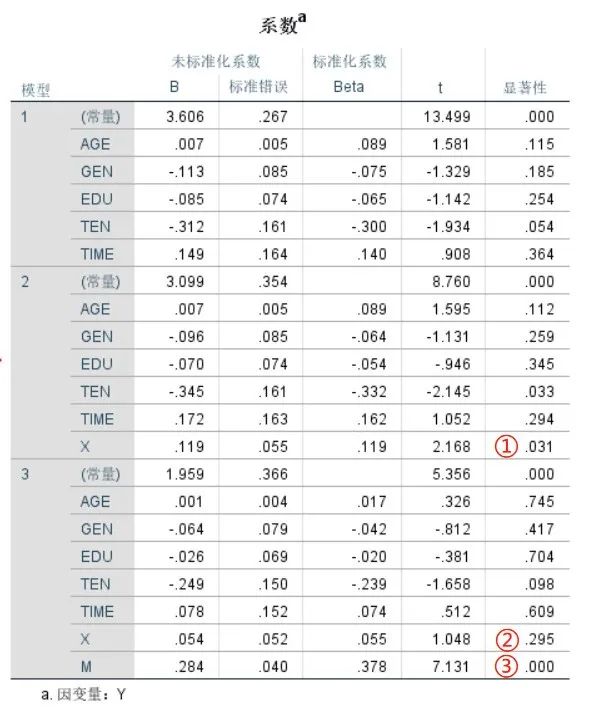 系数a
未标准化系数 标准化系数
模型 B 标准错误 Beta t 显著性
1 (常量) 3.606 .267 13.499 .000
AGE .007 .005 .089 1.581 .115
GEN -.113 .085 -.075 -1.329 .185
EDU -.085 .074 -.065 -1.142 .254
TEN -.312 .161 -.300 -1.934 .054
TIME .149 .164 .140 .908 .364
2 (常量) 3.099 .354 8.760 .000
AGE .007 .005 .089 1.595 .112
GEN -.096 .085 -.064 -1.131 .259
EDU -.070 .074 -.054 -.946 .345
TEN -.345 .161 -.332 -2.145 .033
TIME .172 .163 .162 1.052 .294
X .119 .055 .119 2.168 ① .031
3 (常量) 1.959 .366 5.356 .000
AGE .001 .004 .017 .326 .745
GEN -.064 .079 -.042 -.812 .417
EDU -.026 .069 -.020 -.381 .704
TEN -.249 .150 -.239 -1.658 .098
TIME .078 .152 .074 .512 .609
X .054 .052 .055 1.048 ② .295
M .284 .040 .378 7.131 ③ .000
a. 因变量：Y